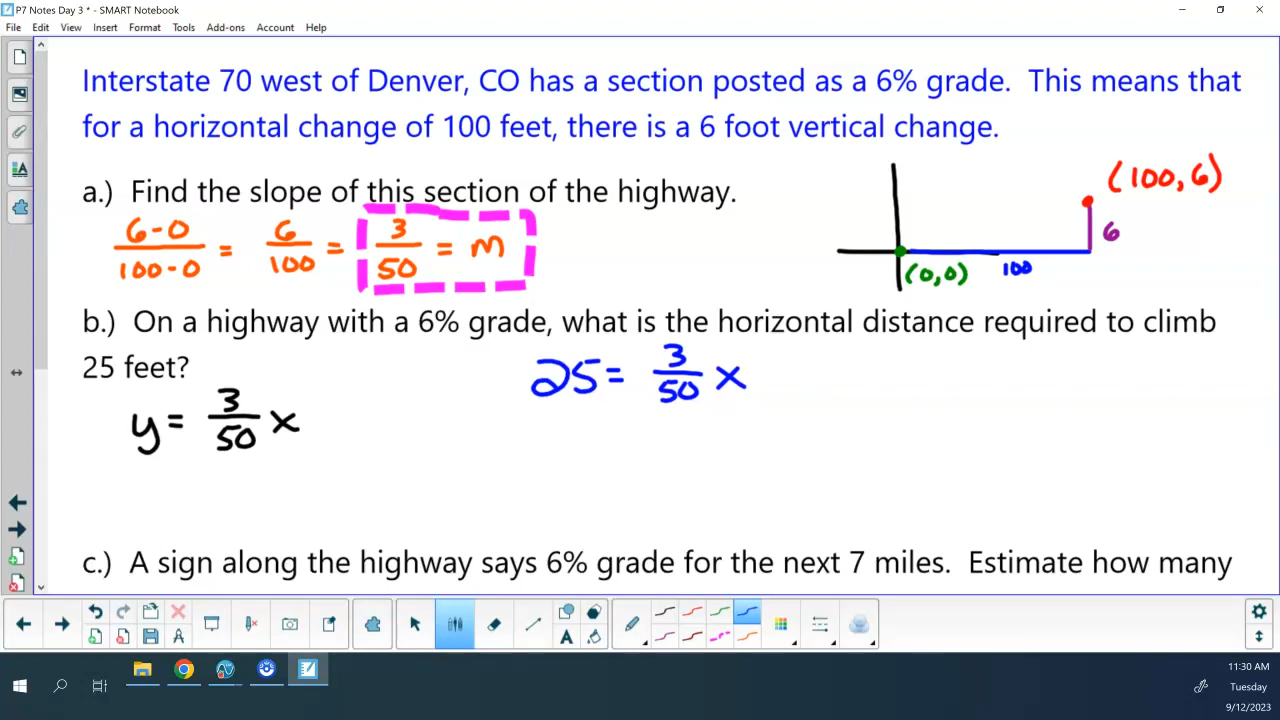 P7 Notes Day 3 * - SMART Notebook
File Edit View Insert Format Tools Add-ons Account Help
Interstate 70 west of Denver, CO has a section posted as a 6% grade. This means that
for a horizontal change of 100 feet, there is a 6 foot vertical change.
a.) Find the slope of this section of the highway.
(100,6)
6-0
100-0
=
6
100
=
3
50
= m
6
(0,0)
100
b.) On a highway with a 6% grade, what is the horizontal distance required to climb
25 feet?
25 = 3/50 x
y = 3/50 x
c.) A sign along the highway says 6% grade for the next 7 miles. Estimate how many
11:30 AM
Tuesday
9/12/2023